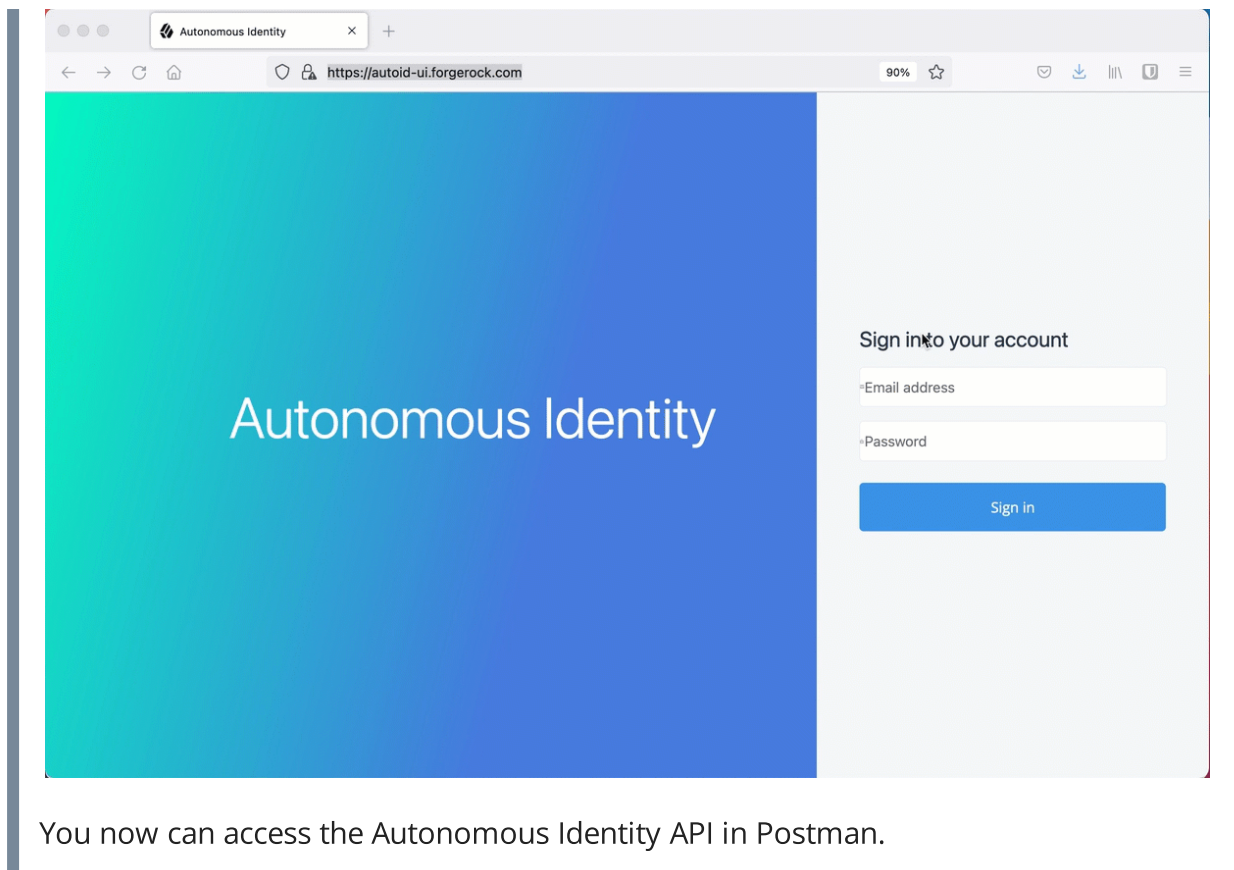 Autonomous Identity
https://autoid-ui.forgerock.com
90%
Autonomous Identity
Sign into your account
Email address
Password
Sign in
You now can access the Autonomous Identity API in Postman.